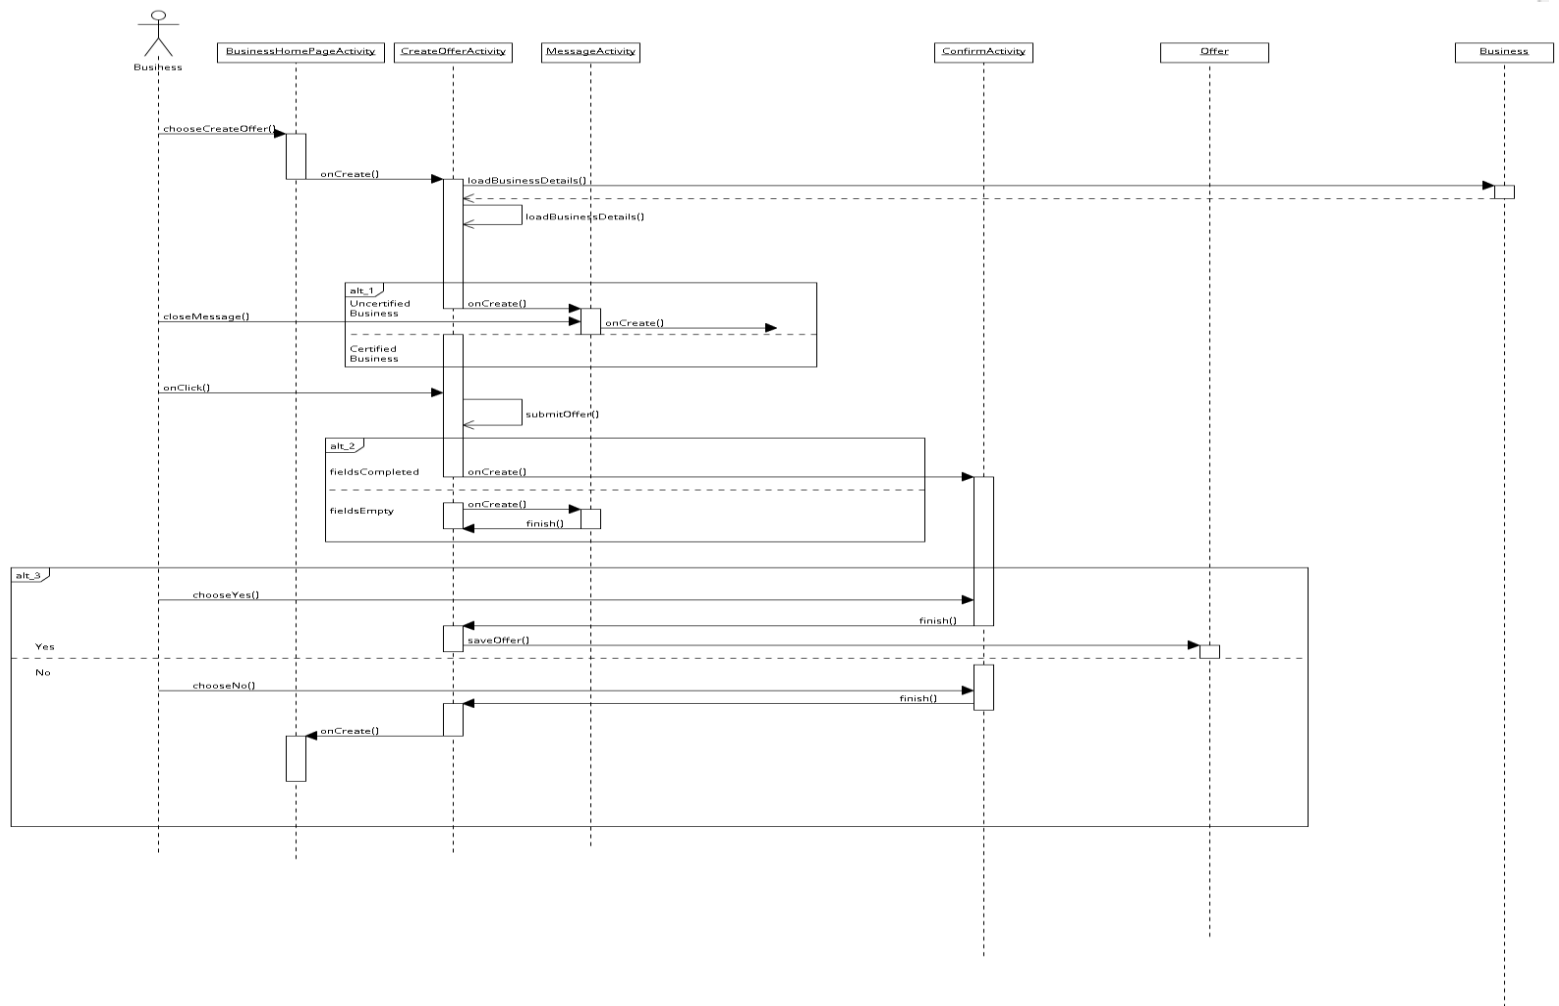 Business
BusinessHomePageActivity
CreateOfferActivity
MessageActivity
ConfirmActivity
Offer
Business
chooseCreateOffer()
onCreate()
loadBusinessDetails()
loadBusinessDetails()
alt_1
Uncertified
Business
onCreate()
closeMessage()
onCreate()
Certified
Business
onClick()
submitOffer()
alt_2
fieldsCompleted
onCreate()
fieldsEmpty
onCreate()
finish()
alt_3
chooseYes()
finish()
saveOffer()
Yes
No
chooseNo()
finish()
onCreate()